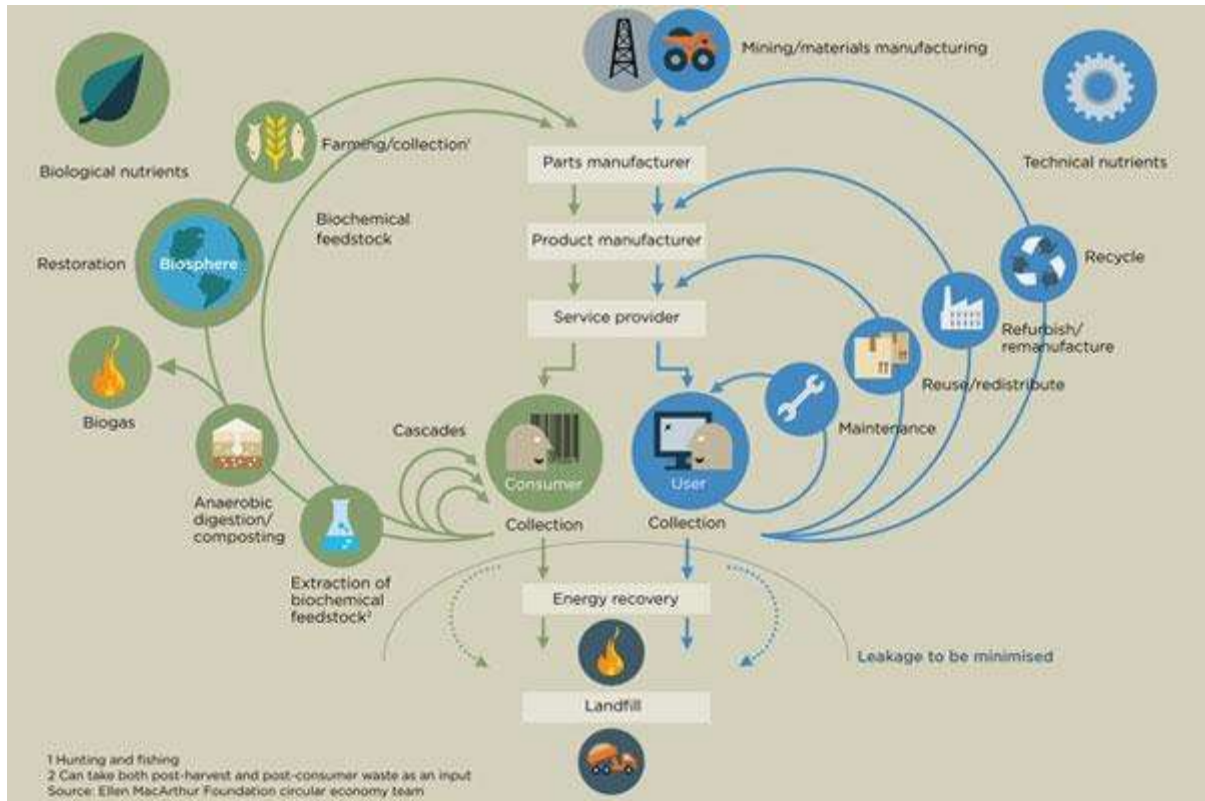 Mining/materials manufacturing
Biological nutrients
Farming/collection¹
Parts manufacturer
Technical nutrients
Biochemical
feedstock
Product manufacturer
Restoration
Biosphere
Recycle
Service provider
Refurbish/
remanufacture
Reuse/redistribute
Biogas
Cascades
Maintenance
Consumer
User
Anaerobic
digestion/
composting
Collection
Collection
Extraction of
biochemical
feedstock²
Energy recovery
Leakage to be minimised
Landfill
1 Hunting and fishing
2 Can take both post-harvest and post-consumer waste as an input
Source: Ellen MacArthur Foundation circular economy team